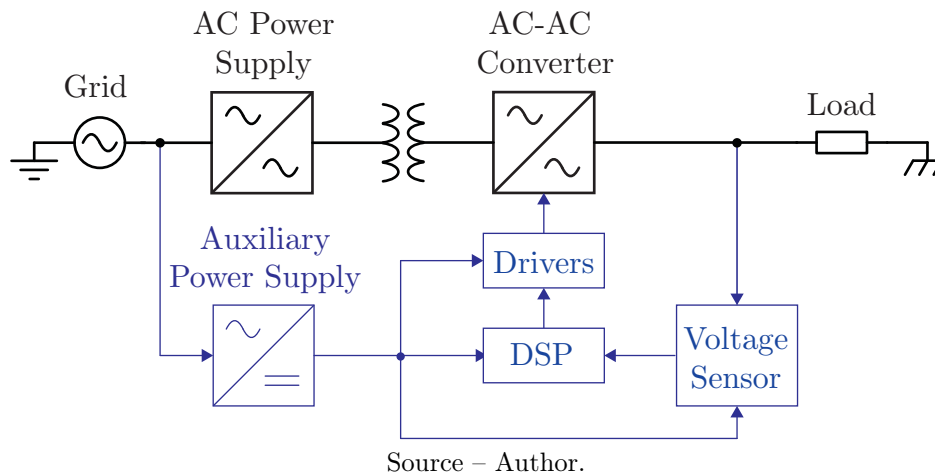 AC Power
Supply
AC-AC
Converter
Grid
Load
Auxiliary
Power Supply
Drivers
DSP
Voltage
Sensor
Source – Author.